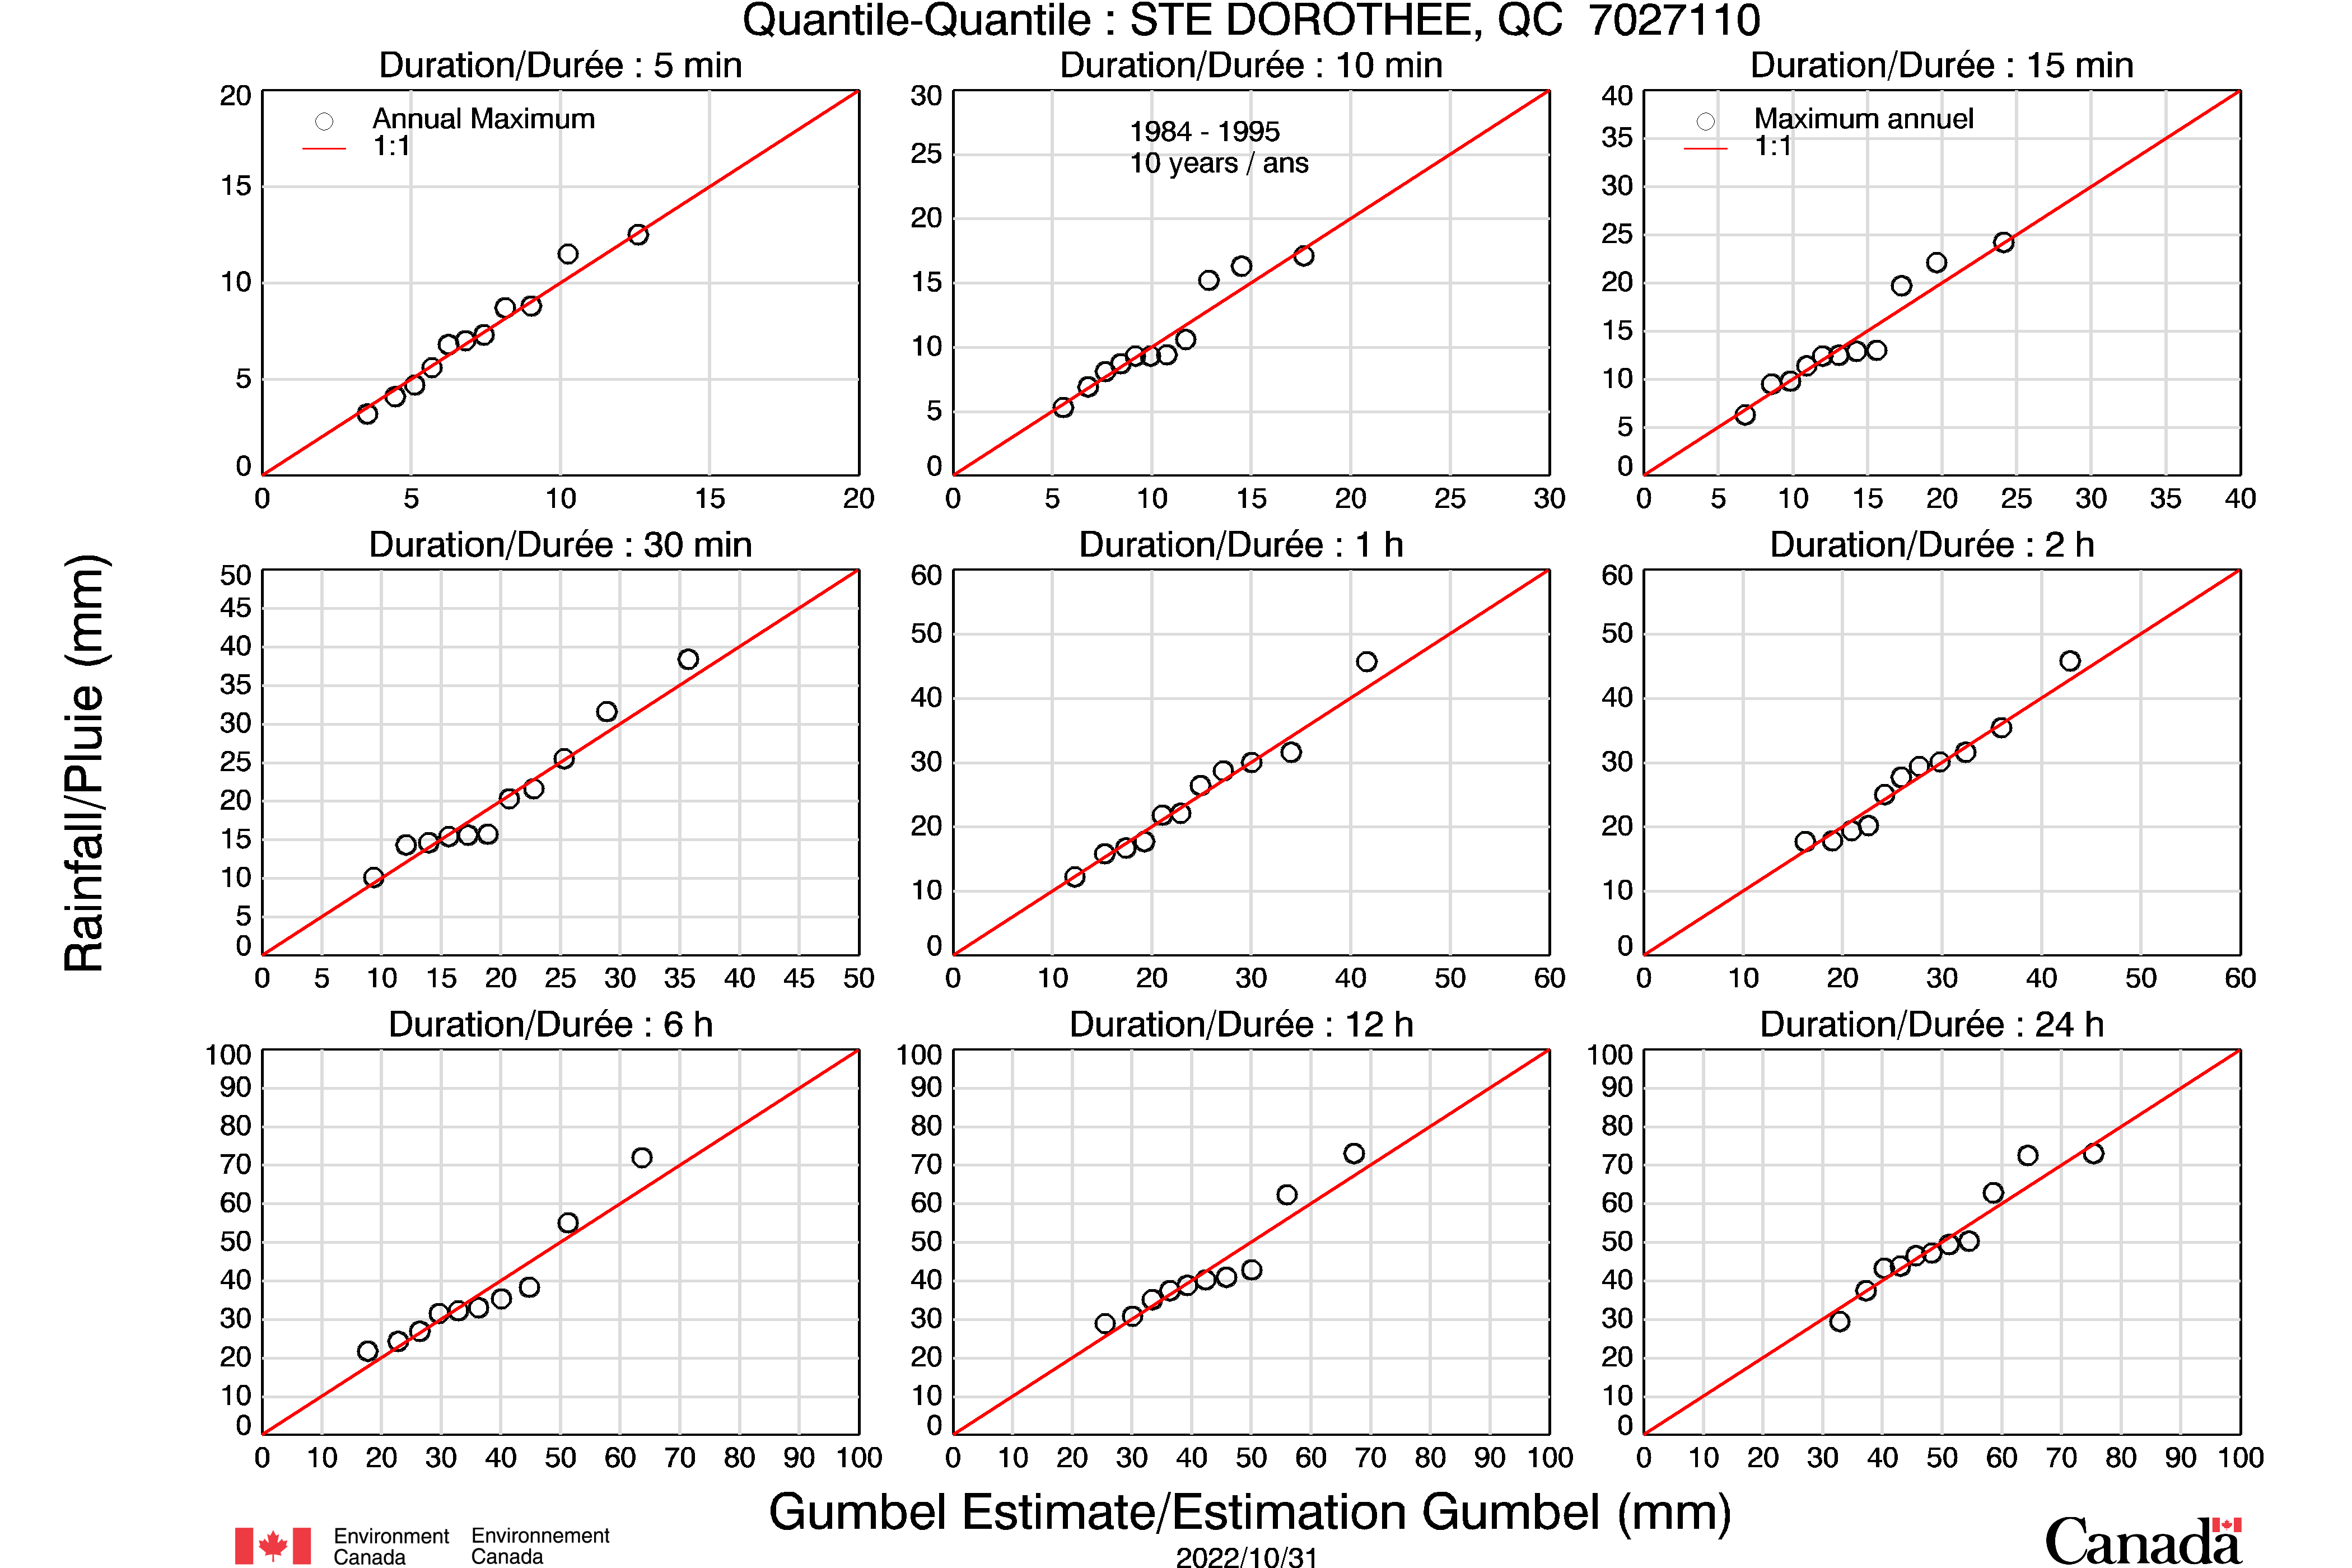 Quantile-Quantile : STE DOROTHEE, QC 7027110
Duration/Durée : 5 min
20
15
10
5
0
0 5 10 15 20
Annual Maximum
1:1
Duration/Durée : 10 min
30
25
20
15
10
5
0
0 5 10 15 20 25 30
1984 - 1995
10 years / ans
Duration/Durée : 15 min
40
35
30
25
20
15
10
5
0
0 5 10 15 20 25 30 35 40
Maximum annuel
1:1
Rainfall/Pluie (mm)
Duration/Durée : 30 min
50
45
40
35
30
25
20
15
10
5
0
0 5 10 15 20 25 30 35 40 45 50
Duration/Durée : 1 h
60
50
40
30
20
10
0
0 10 20 30 40 50 60
Duration/Durée : 2 h
60
50
40
30
20
10
0
0 10 20 30 40 50 60
Duration/Durée : 6 h
100
90
80
70
60
50
40
30
20
10
0
0 10 20 30 40 50 60 70 80 90 100
Duration/Durée : 12 h
100
90
80
70
60
50
40
30
20
10
0
0 10 20 30 40 50 60 70 80 90 100
Duration/Durée : 24 h
100
90
80
70
60
50
40
30
20
10
0
0 10 20 30 40 50 60 70 80 90 100
Gumbel Estimate/Estimation Gumbel (mm)
Environment
Canada
Environnement
Canada
2022/10/31
Canada